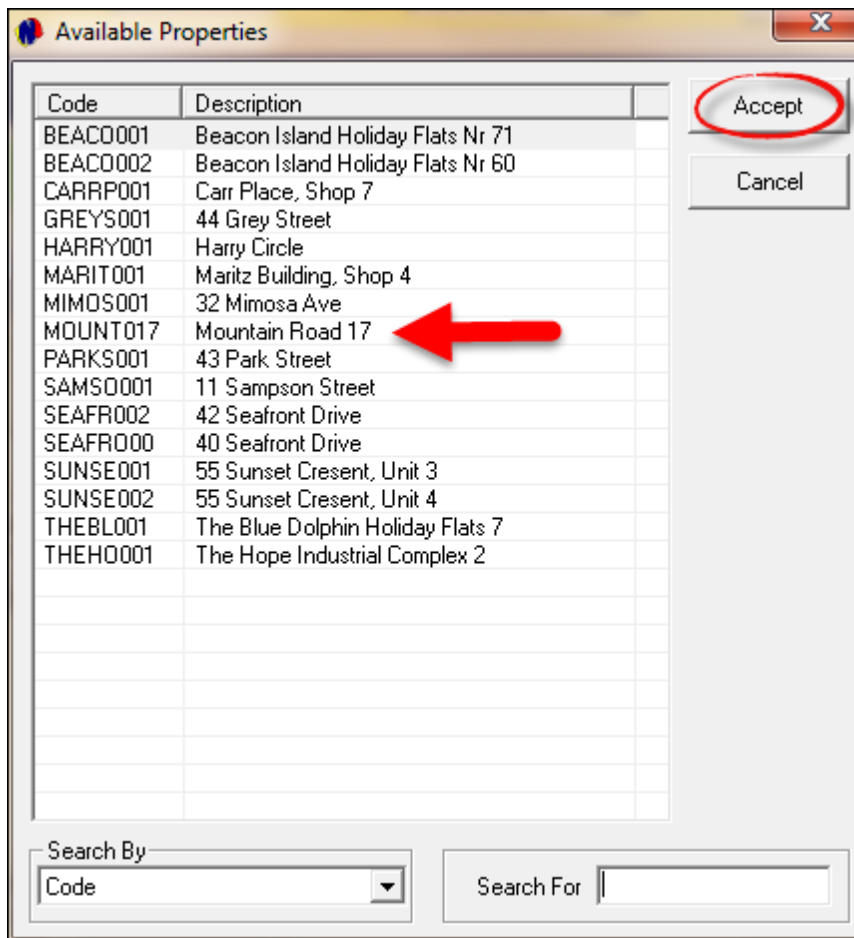 Available Properties
Code Description
BEACO001 Beacon Island Holiday Flats Nr 71
BEACO002 Beacon Island Holiday Flats Nr 60
CARRP001 Carr Place, Shop 7
GREYS001 44 Grey Street
HARRY001 Harry Circle
MARIT001 Maritz Building, Shop 4
MIMOS001 32 Mimosa Ave
MOUNT017 Mountain Road 17
PARKS001 43 Park Street
SAMSO001 11 Sampson Street
SEAFR002 42 Seafront Drive
SEAFRO00 40 Seafront Drive
SUNSE001 55 Sunset Cresent, Unit 3
SUNSE002 55 Sunset Cresent, Unit 4
THEBL001 The Blue Dolphin Holiday Flats 7
THEHO001 The Hope Industrial Complex 2
Accept
Cancel
Search By
Code
Search For